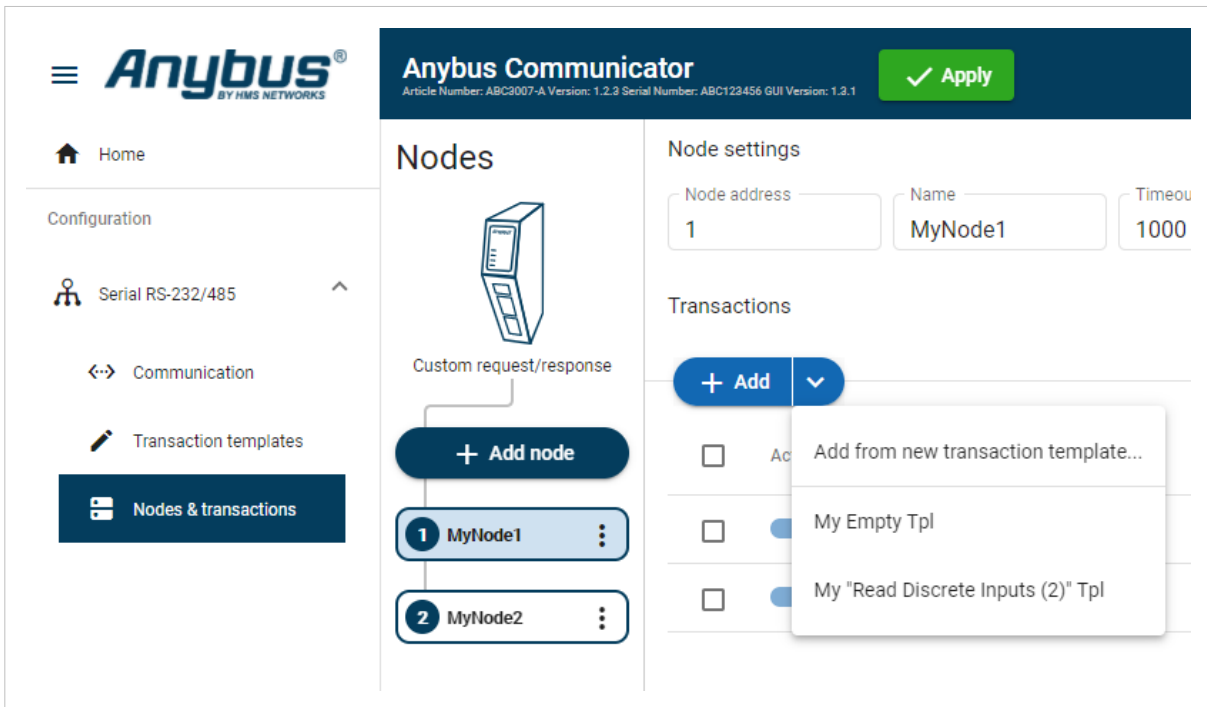 Anybus®
BY HMS NETWORKS
Home
Configuration
Serial RS-232/485
Communication
Transaction templates
Nodes & transactions
Anybus Communicator
Article Number: ABC3007-A Version: 1.2.3 Serial Number: ABC123456 GUI Version: 1.3.1
Apply
Nodes
Custom request/response
Add node
1 MyNode1
2 MyNode2
Node settings
Node address
1
Name
MyNode1
Timeou
1000
Transactions
Add
Ac
Add from new transaction template...
My Empty Tpl
My "Read Discrete Inputs (2)" Tpl